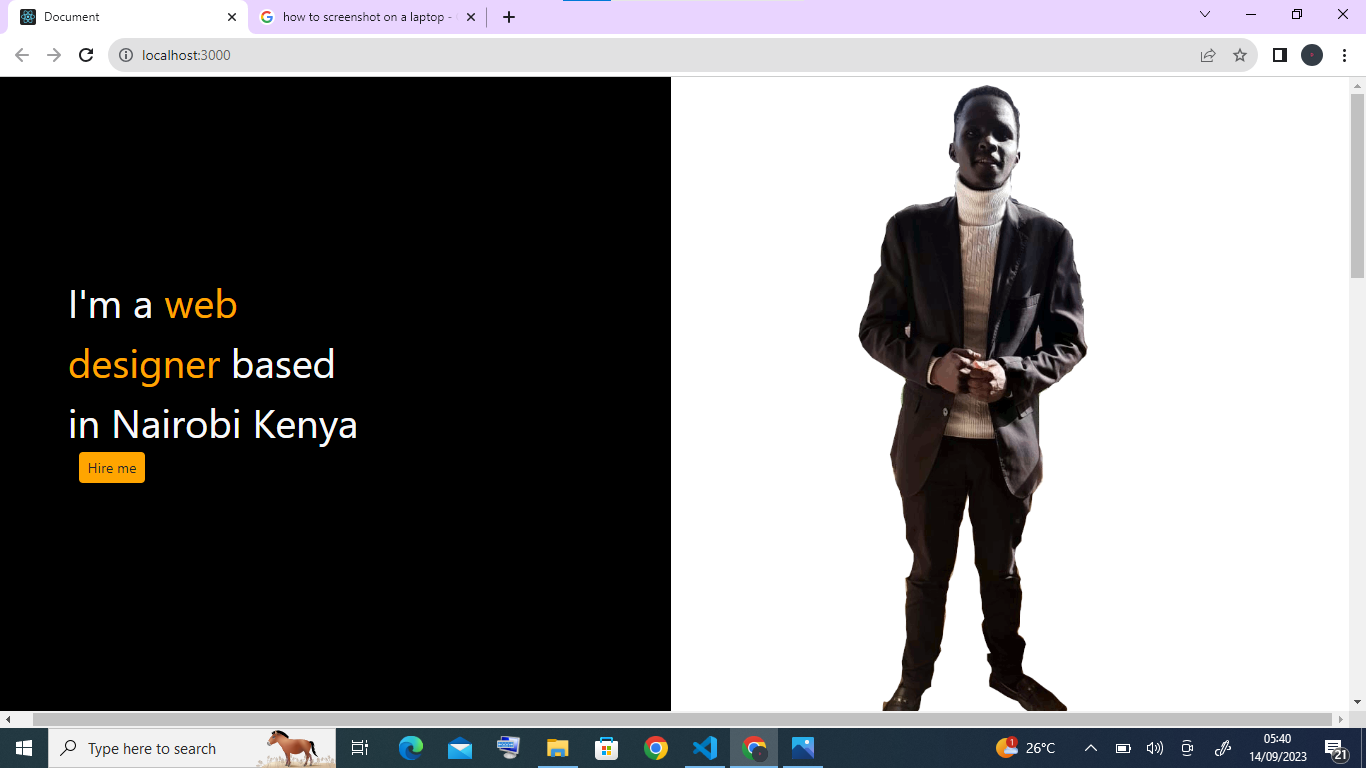 Document
how to screenshot on a laptop -
localhost:3000
I'm a web
designer based
in Nairobi Kenya
Hire me
Type here to search
1
26°C
05:40
14/09/2023
21